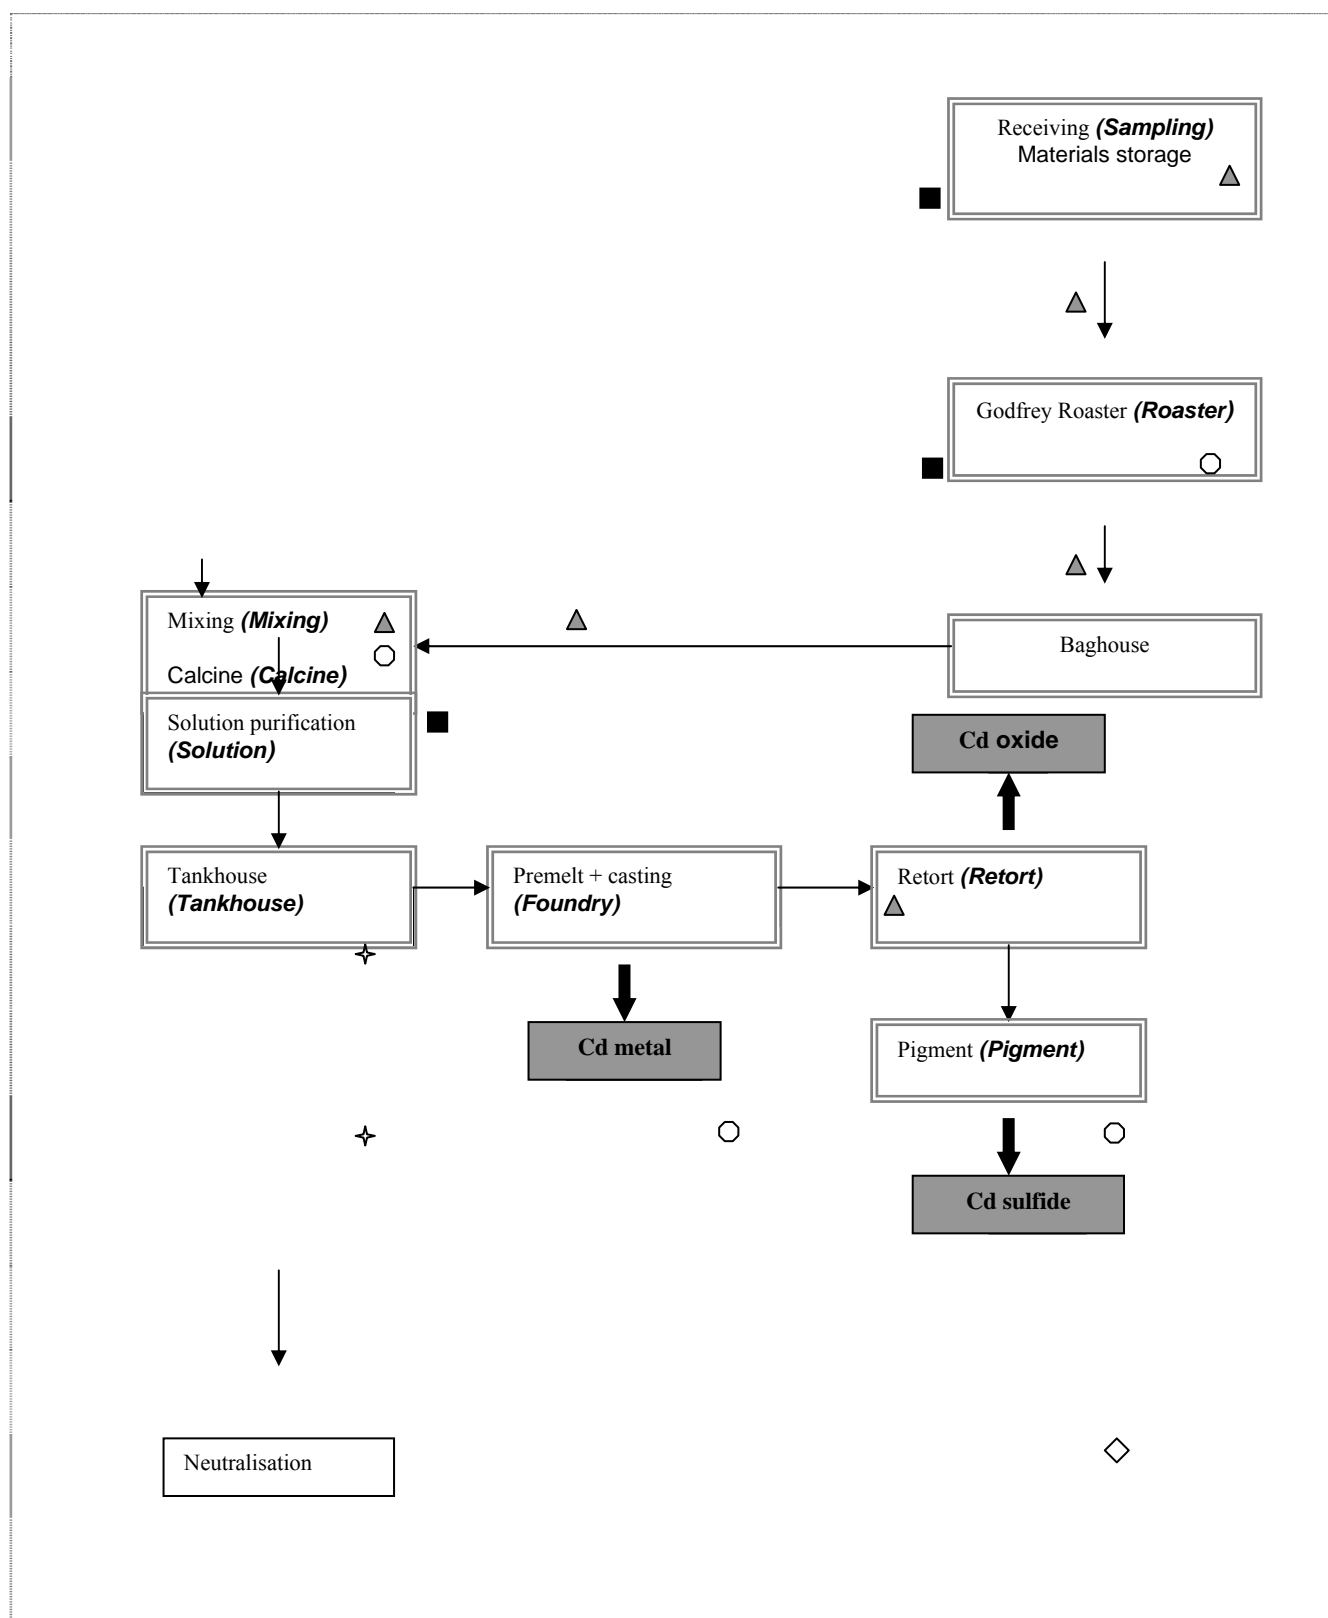 Receiving (Sampling)
Materials storage
Godfrey Roaster (Roaster)
Mixing (Mixing)
Calcine (Calcine)
Baghouse
Solution purification
(Solution)
Cd oxide
Tankhouse
(Tankhouse)
Premelt + casting
(Foundry)
Retort (Retort)
Cd metal
Pigment (Pigment)
Cd sulfide
Neutralisation